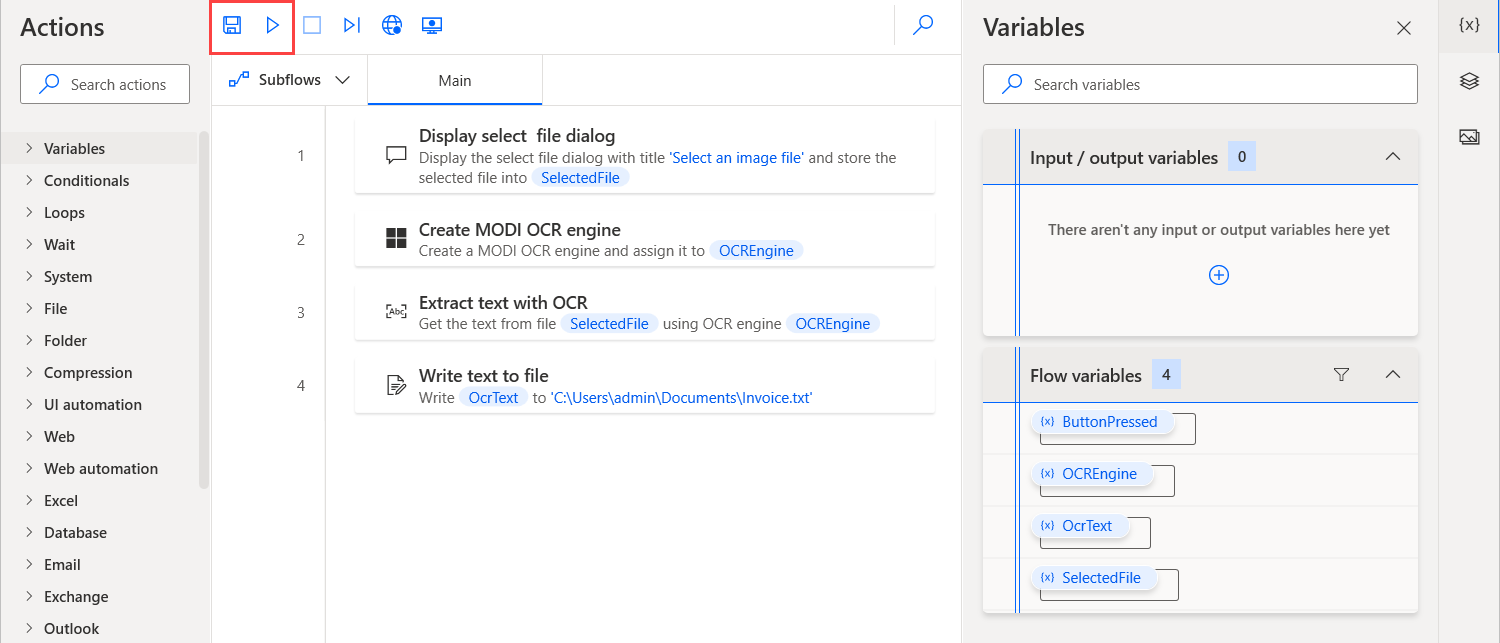 Actions
Search actions
Variables
Conditionals
Loops
Wait
System
File
Folder
Compression
UI automation
Web
Web automation
Excel
Database
Email
Exchange
Outlook
Subflows
Main
1
Display select  file dialog
Display the select file dialog with title 'Select an image file' and store the
selected file into SelectedFile
2
Create MODI OCR engine
Create a MODI OCR engine and assign it to OCREngine
3
Abc
Extract text with OCR
Get the text from file SelectedFile using OCR engine OCREngine
4
Write text to file
Write OcrText to 'C:\Users\admin\Documents\Invoice.txt'
Variables
{x}
Search variables
Input / output variables 0
There aren't any input or output variables here yet
Flow variables 4
{x} ButtonPressed
{x} OCREngine
{x} OcrText
{x} SelectedFile